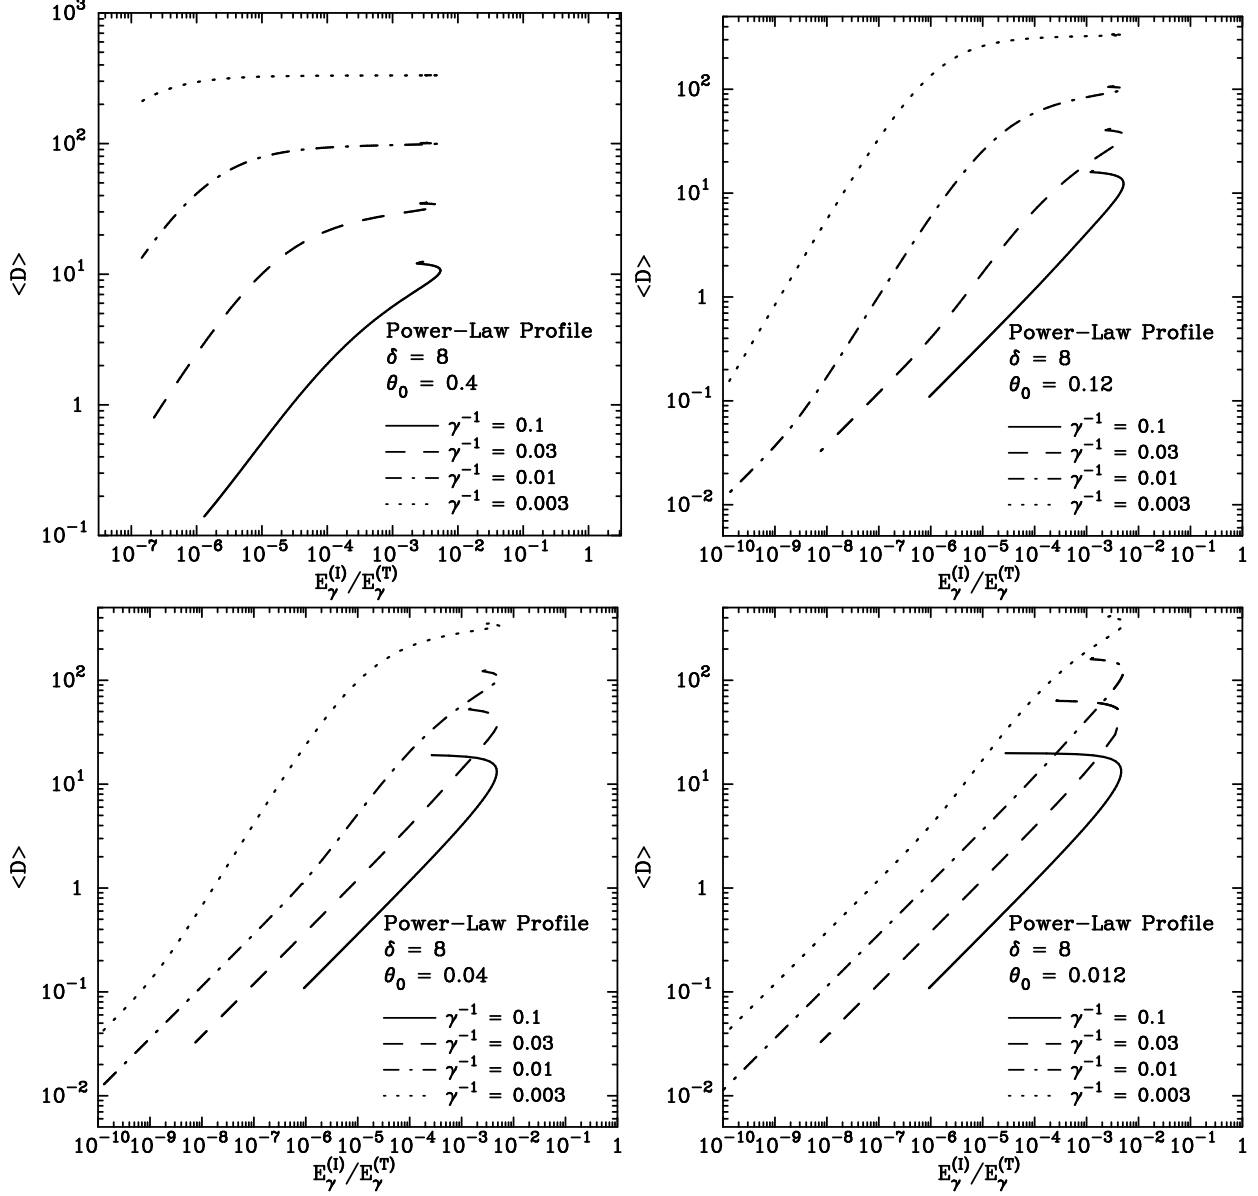 10^3
10^2
10^1
1
10^-1
<D>
Power-Law Profile
δ = 8
θ_0 = 0.4
γ^-1 = 0.1
γ^-1 = 0.03
γ^-1 = 0.01
γ^-1 = 0.003
10^-7 10^-6 10^-5 10^-4 10^-3 10^-2 10^-1 1
E_γ^(I)/E_γ^(T)
10^2
10^1
1
10^-1
10^-2
<D>
Power-Law Profile
δ = 8
θ_0 = 0.12
γ^-1 = 0.1
γ^-1 = 0.03
γ^-1 = 0.01
γ^-1 = 0.003
10^-10 10^-9 10^-8 10^-7 10^-6 10^-5 10^-4 10^-3 10^-2 10^-1 1
E_γ^(I)/E_γ^(T)
10^2
10^1
1
10^-1
10^-2
<D>
Power-Law Profile
δ = 8
θ_0 = 0.04
γ^-1 = 0.1
γ^-1 = 0.03
γ^-1 = 0.01
γ^-1 = 0.003
10^-10 10^-9 10^-8 10^-7 10^-6 10^-5 10^-4 10^-3 10^-2 10^-1 1
E_γ^(I)/E_γ^(T)
10^2
10^1
1
10^-1
10^-2
<D>
Power-Law Profile
δ = 8
θ_0 = 0.012
γ^-1 = 0.1
γ^-1 = 0.03
γ^-1 = 0.01
γ^-1 = 0.003
10^-10 10^-9 10^-8 10^-7 10^-6 10^-5 10^-4 10^-3 10^-2 10^-1 1
E_γ^(I)/E_γ^(T)